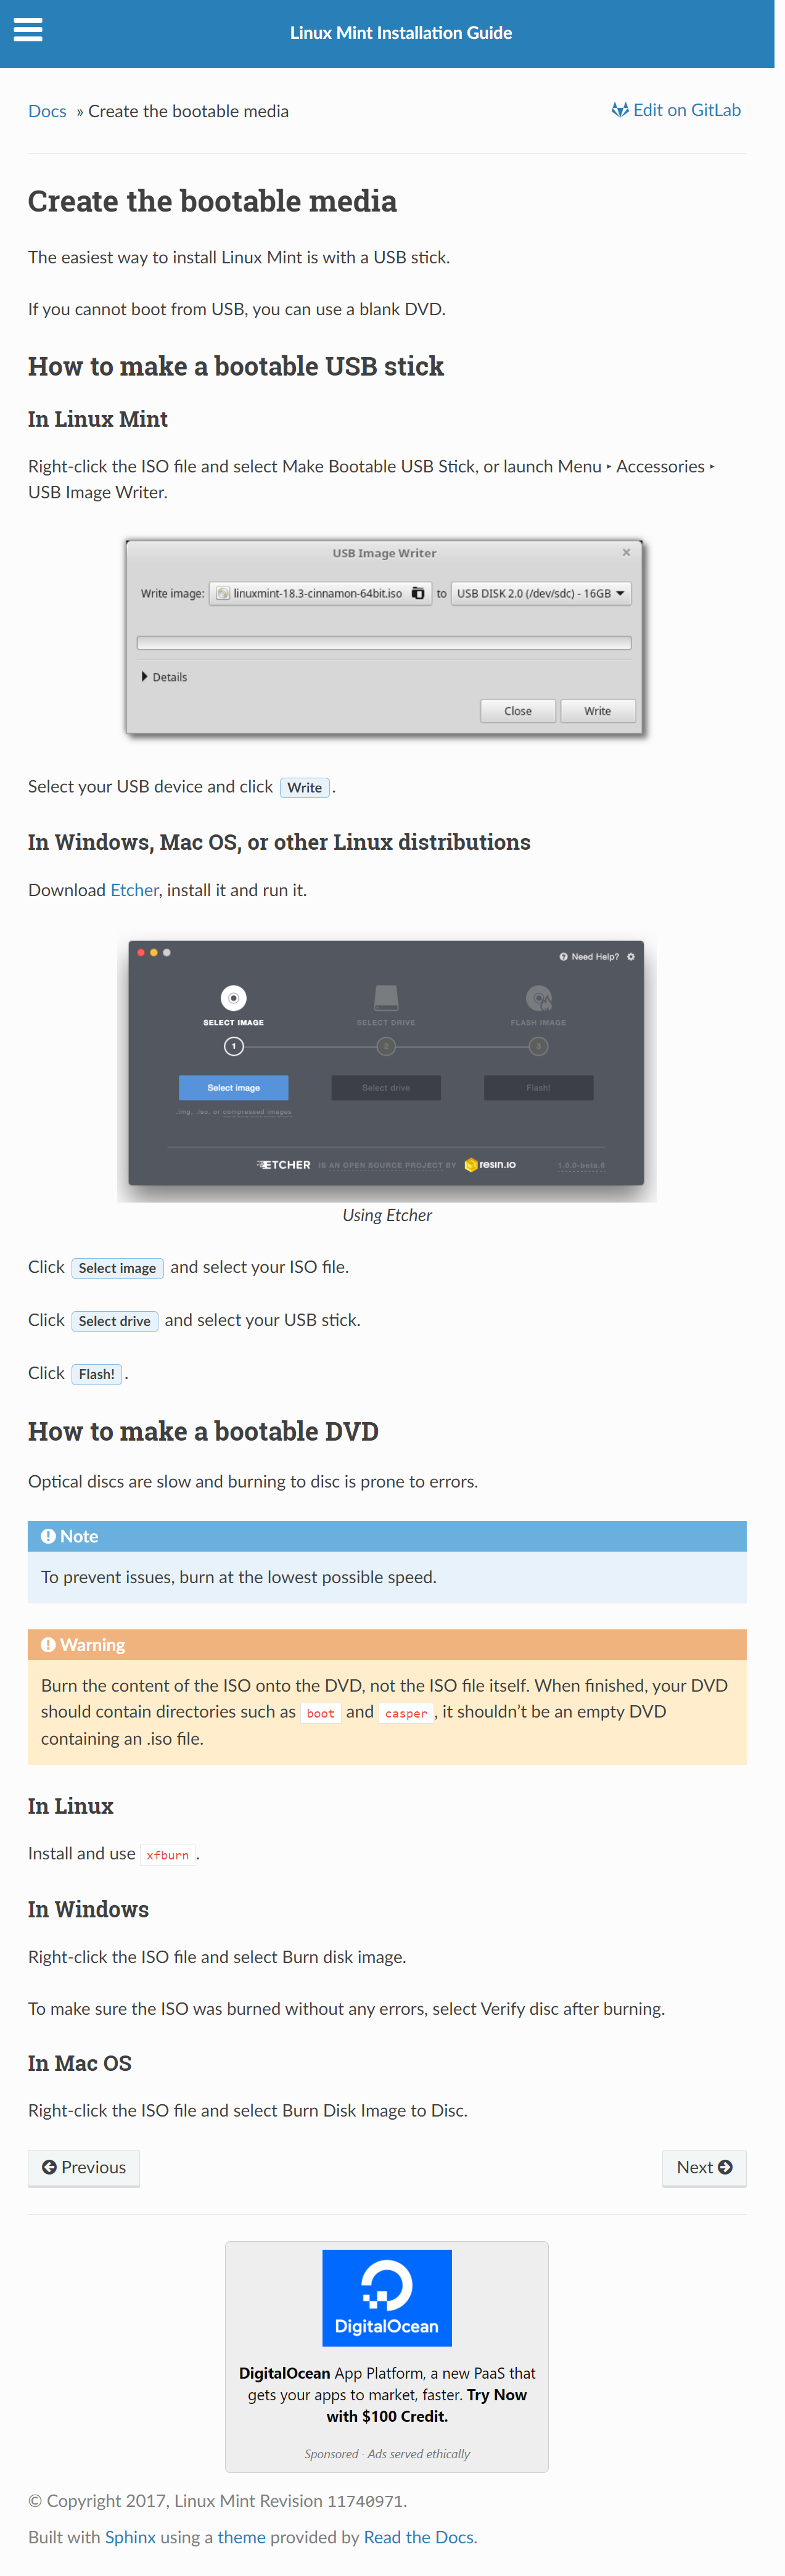 Linux Mint Installation Guide
Docs » Create the bootable media
Edit on GitLab
Create the bootable media
The easiest way to install Linux Mint is with a USB stick.
If you cannot boot from USB, you can use a blank DVD.
How to make a bootable USB stick
In Linux Mint
Right-click the ISO file and select Make Bootable USB Stick, or launch Menu ‣ Accessories ‣
USB Image Writer.
USB Image Writer
Write image: linuxmint-18.3-cinnamon-64bit.iso to USB DISK 2.0 (/dev/sdc) - 16GB
Details
Close Write
Select your USB device and click Write.
In Windows, Mac OS, or other Linux distributions
Download Etcher, install it and run it.
Need Help?
SELECT IMAGE SELECT DRIVE FLASH IMAGE
1 2 3
Select image Select drive Flash!
.img, .iso, or compressed images
ETCHER IS AN OPEN SOURCE PROJECT BY resin.io 1.0.0-beta.6
Using Etcher
Click Select image and select your ISO file.
Click Select drive and select your USB stick.
Click Flash!.
How to make a bootable DVD
Optical discs are slow and burning to disc is prone to errors.
Note
To prevent issues, burn at the lowest possible speed.
Warning
Burn the content of the ISO onto the DVD, not the ISO file itself. When finished, your DVD
should contain directories such as boot and casper, it shouldn't be an empty DVD
containing an .iso file.
In Linux
Install and use xfburn.
In Windows
Right-click the ISO file and select Burn disk image.
To make sure the ISO was burned without any errors, select Verify disc after burning.
In Mac OS
Right-click the ISO file and select Burn Disk Image to Disc.
Previous
Next
DigitalOcean
DigitalOcean App Platform, a new PaaS that
gets your apps to market, faster. Try Now
with $100 Credit.
Sponsored · Ads served ethically
© Copyright 2017, Linux Mint Revision 11740971.
Built with Sphinx using a theme provided by Read the Docs.